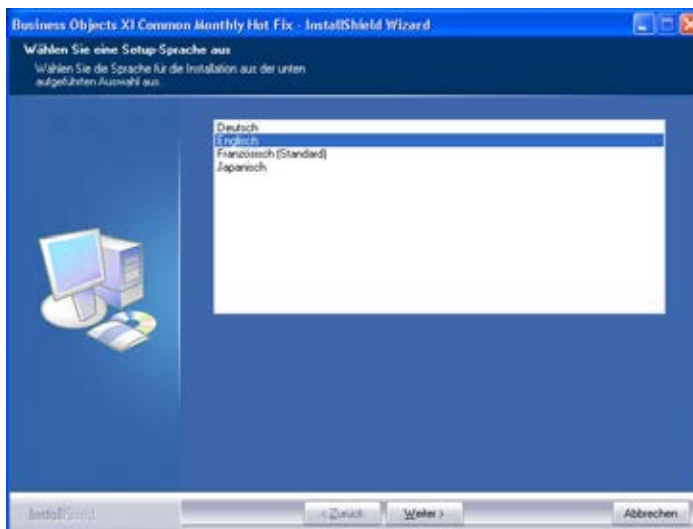 Business Objects XI Common Monthly Hot Fix - InstallShield Wizard
Wählen Sie eine Setup-Sprache aus
Wählen Sie die Sprache für die Installation aus der unten
aufgeführten Auswahl aus.
Deutsch
Englisch
Französisch (Standard)
Japanisch
InstallShield
< Zurück
Weiter >
Abbrechen